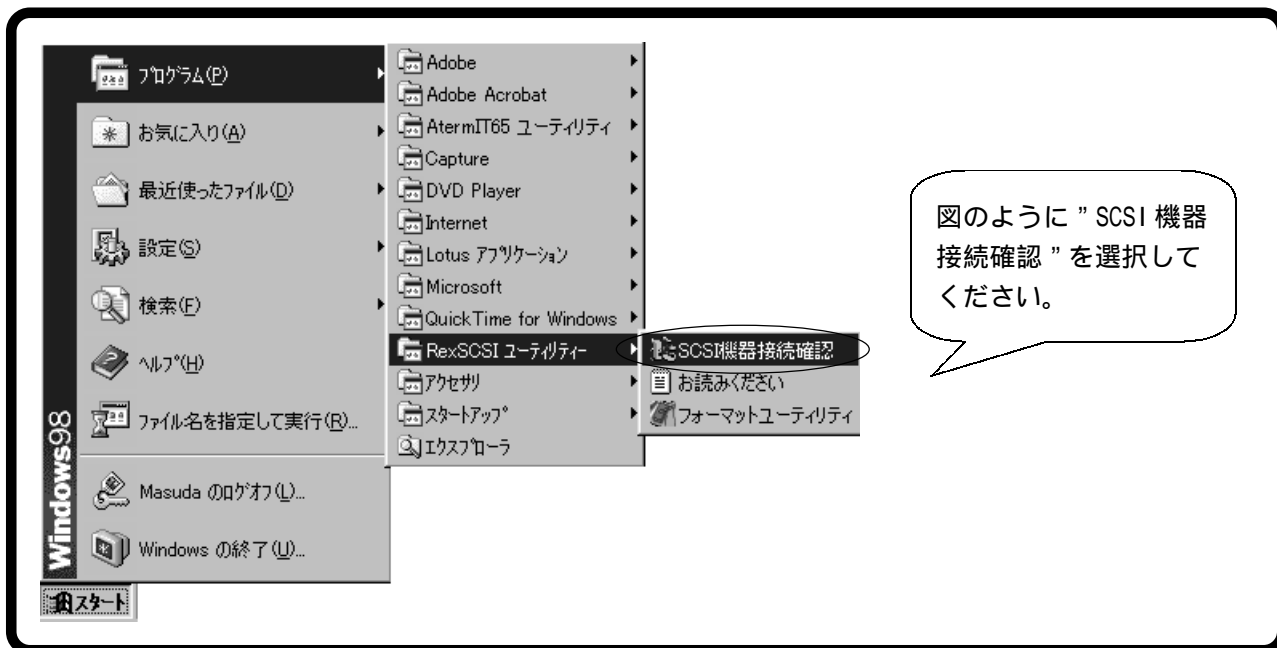 Windows98
プログラム(P)
お気に入り(A)
最近使ったファイル(D)
設定(S)
検索(F)
ヘルプ(H)
ファイル名を指定して実行(R)...
Masuda のログオフ(L)...
Windows の終了(U)...
スタート
Adobe
Adobe Acrobat
AtermIT65 ユーティリティ
Capture
DVD Player
Internet
Lotus アプリケーション
Microsoft
QuickTime for Windows
RexSCSI ユーティリティー
アクセサリ
スタートアップ
エクスプローラ
SCSI機器接続確認
お読みください
フォーマットユーティリティ
図のように ” SCSI 機器
接続確認 ” を選択して
ください。